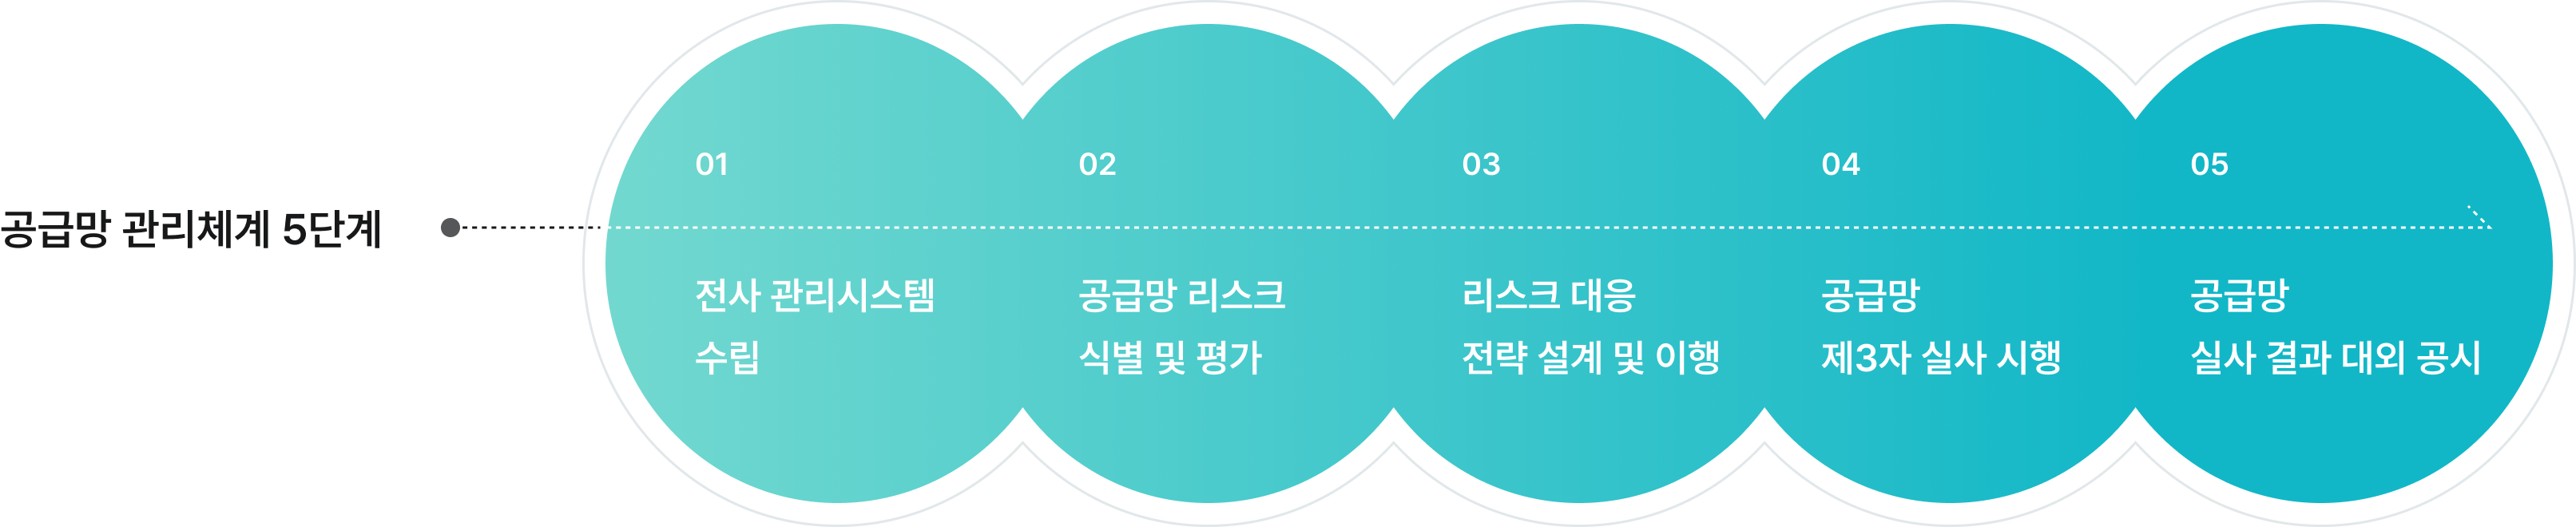 공급망 관리체계 5단계
01
전사 관리시스템
수립
02
공급망 리스크
식별 및 평가
03
리스크 대응
전략 설계 및 이행
04
공급망
제3자 실사 시행
05
공급망
실사 결과 대외 공시